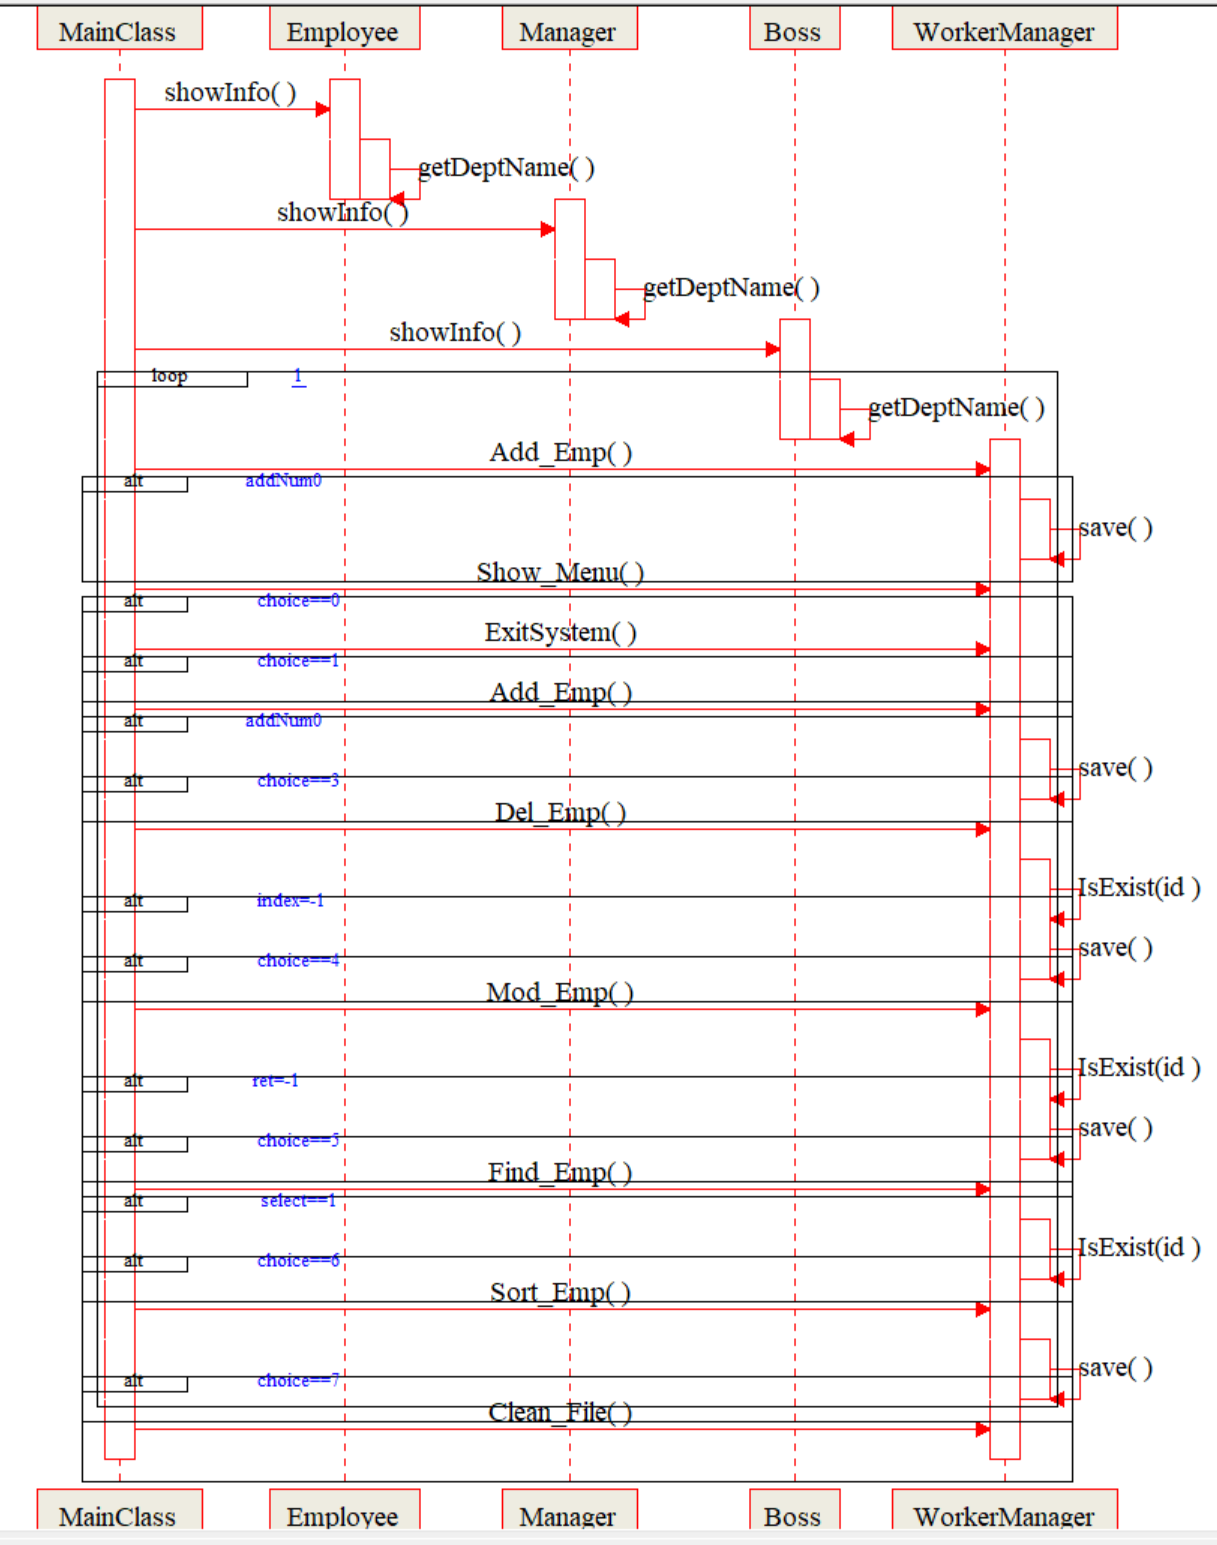 MainClass Employee Manager Boss WorkerManager
showInfo( )
getDeptName( )
showInfo( )
getDeptName( )
showInfo( )
loop 1
getDeptName( )
Add_Emp( )
alt addNum0
save( )
Show_Menu( )
alt choice==0
ExitSystem( )
alt choice==1
Add_Emp( )
alt addNum0
save( )
alt choice==3
Del_Emp( )
IsExist(id )
alt index=-1
save( )
alt choice==4
Mod_Emp( )
IsExist(id )
alt ret=-1
save( )
alt choice==5
Find_Emp( )
alt select==1
IsExist(id )
alt choice==6
Sort_Emp( )
save( )
alt choice==7
Clean_File( )
MainClass Employee Manager Boss WorkerManager